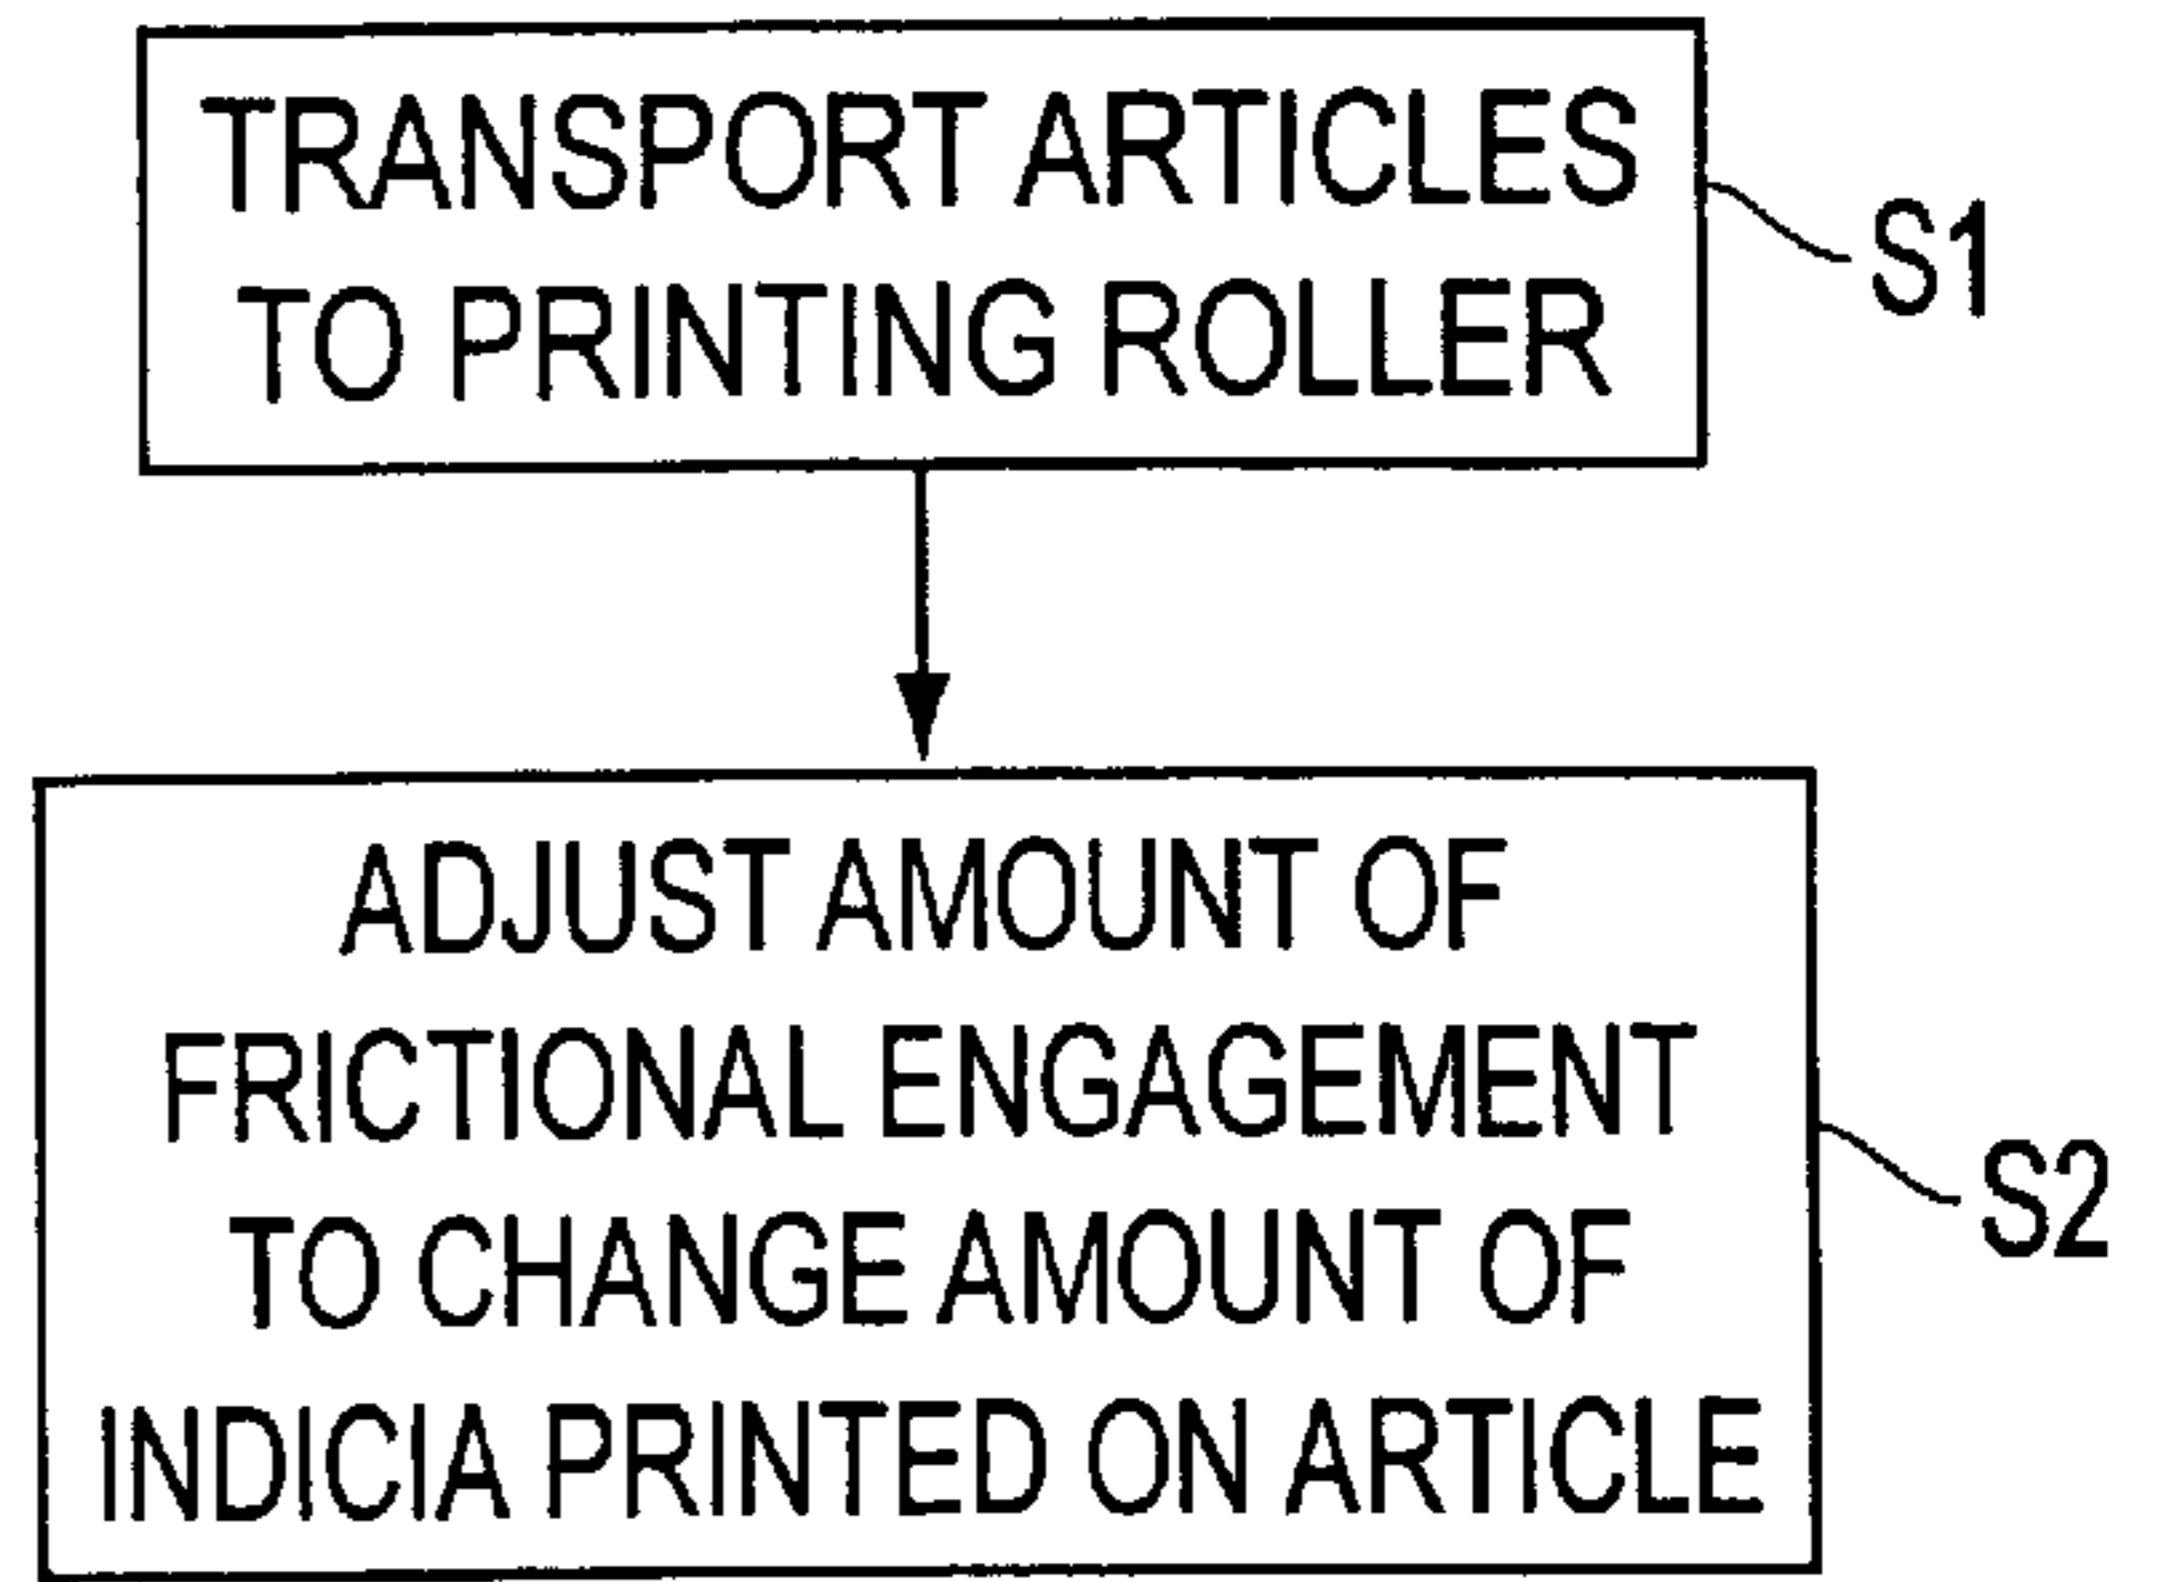 TRANSPORT ARTICLES
TO PRINTING ROLLER
S1
ADJUST AMOUNT OF
FRICTIONAL ENGAGEMENT
TO CHANGE AMOUNT OF
INDICIA PRINTED ON ARTICLE
S2